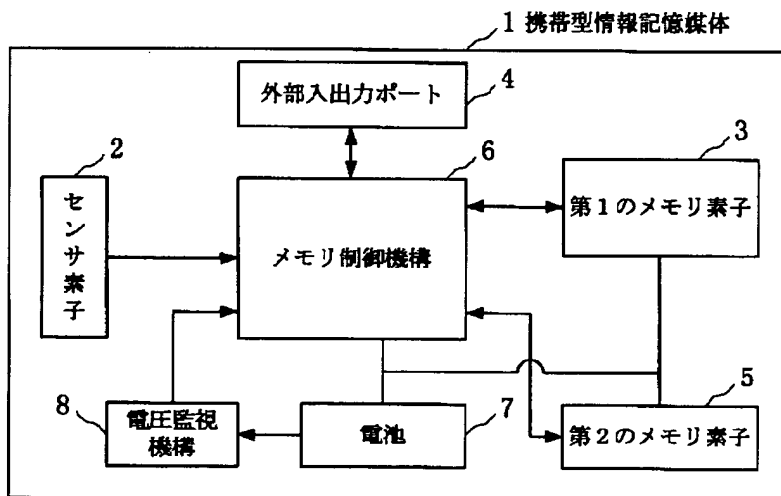 1 携帯型情報記憶媒体
外部入出力ポート
4
2
センサ素子
6
メモリ制御機構
3
第1のメモリ素子
8
電圧監視
機構
電池
7
5
第2のメモリ素子